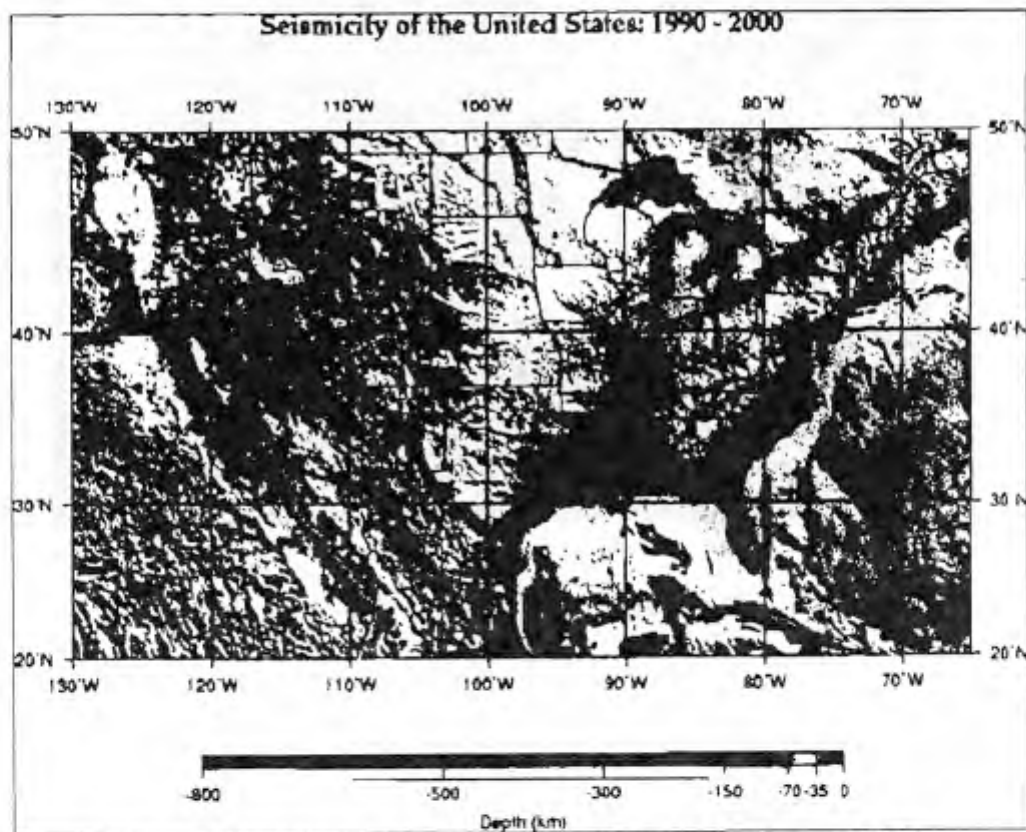 Seismicity of the United States: 1990 - 2000
130°W 120°W 110°W 100°W 90°W 80°W 70°W
50°N 50°N
40°N 40°N
30°N 30°N
20°N 20°N
130°W 120°W 110°W 100°W 90°W 80°W 70°W
-800 -500 -300 -150 -70 -35 0
Depth (km)